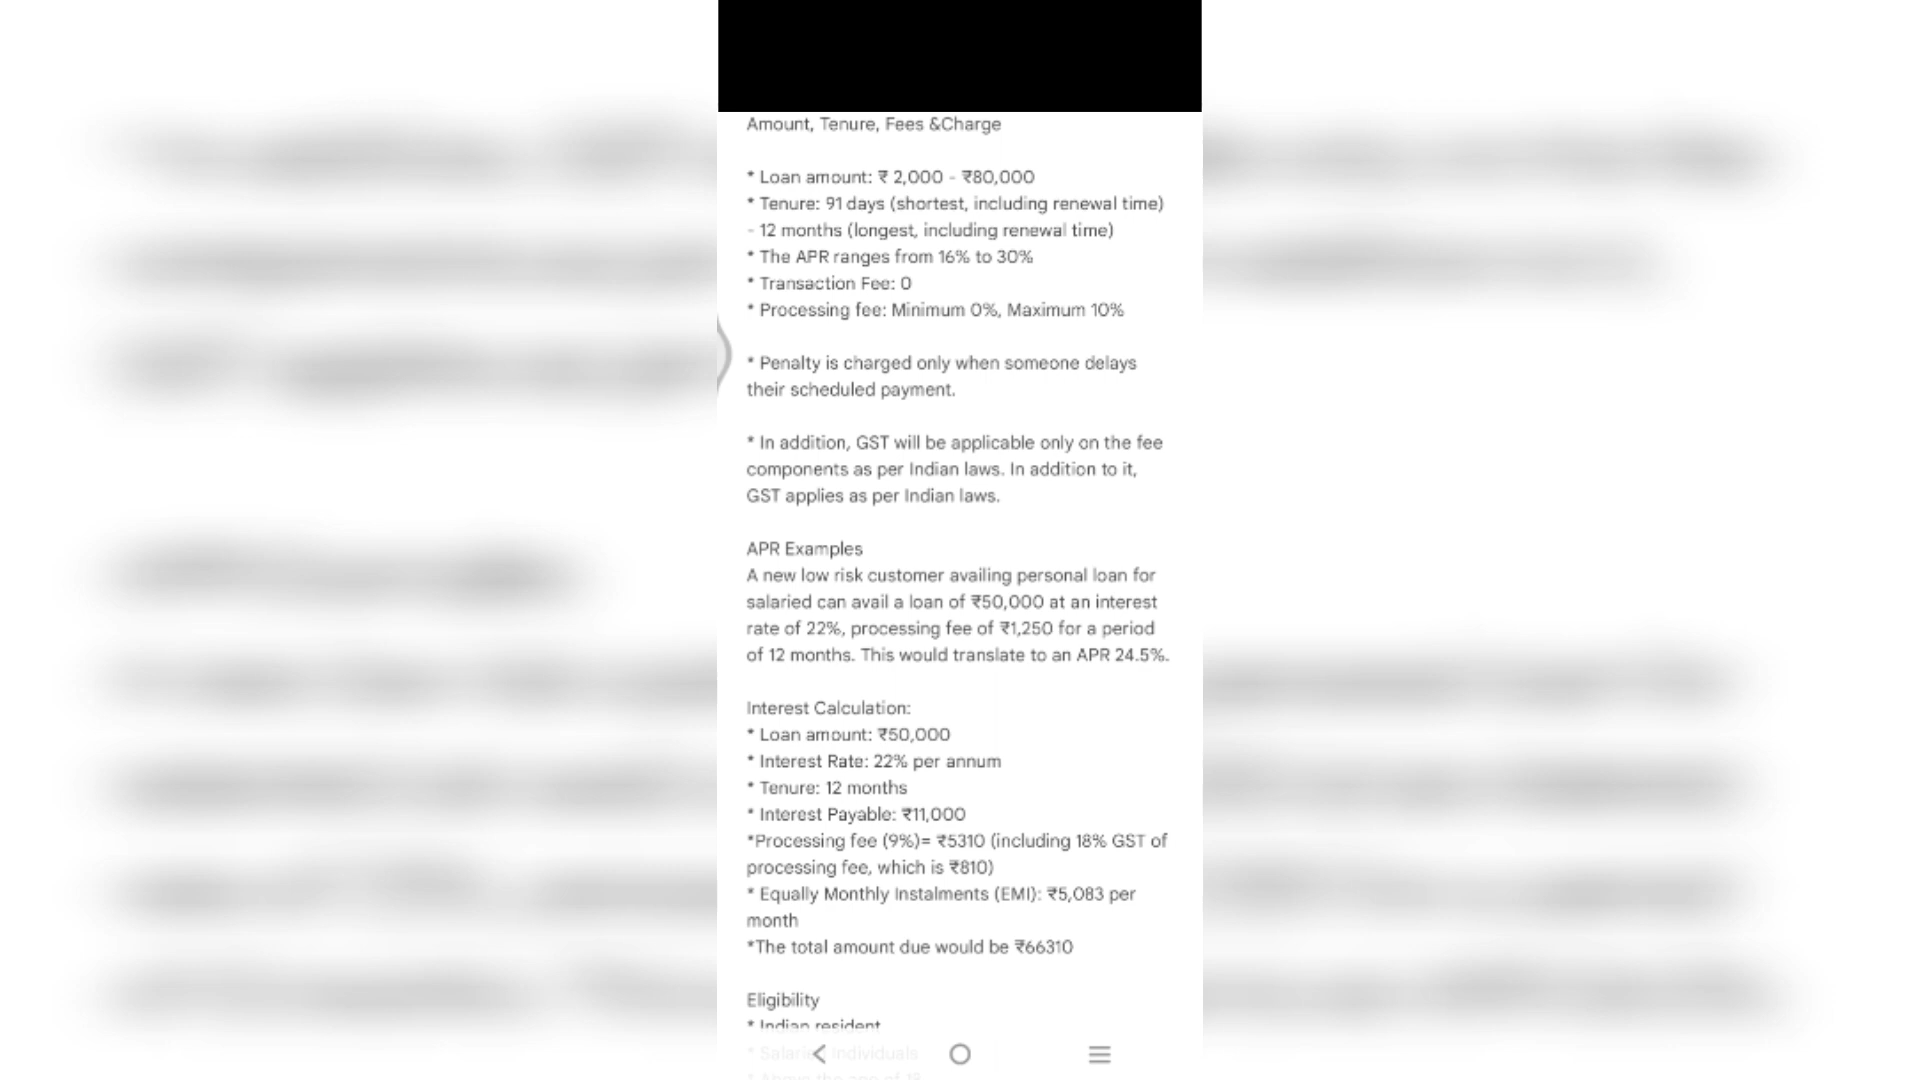 Amount, Tenure, Fees &Charge
* Loan amount: ₹ 2,000 - ₹80,000
* Tenure: 91 days (shortest, including renewal time)
- 12 months (longest, including renewal time)
* The APR ranges from 16% to 30%
* Transaction Fee: 0
* Processing fee: Minimum 0%, Maximum 10%
* Penalty is charged only when someone delays
their scheduled payment.
* In addition, GST will be applicable only on the fee
components as per Indian laws. In addition to it,
GST applies as per Indian laws.
APR Examples
A new low risk customer availing personal loan for
salaried can avail a loan of ₹50,000 at an interest
rate of 22%, processing fee of ₹1,250 for a period
of 12 months. This would translate to an APR 24.5%.
Interest Calculation:
* Loan amount: ₹50,000
* Interest Rate: 22% per annum
* Tenure: 12 months
* Interest Payable: ₹11,000
*Processing fee (9%)= ₹5310 (including 18% GST of
processing fee, which is ₹810)
* Equally Monthly Instalments (EMI): ₹5,083 per
month
*The total amount due would be ₹66310
Eligibility
* Indian resident
* Individuals